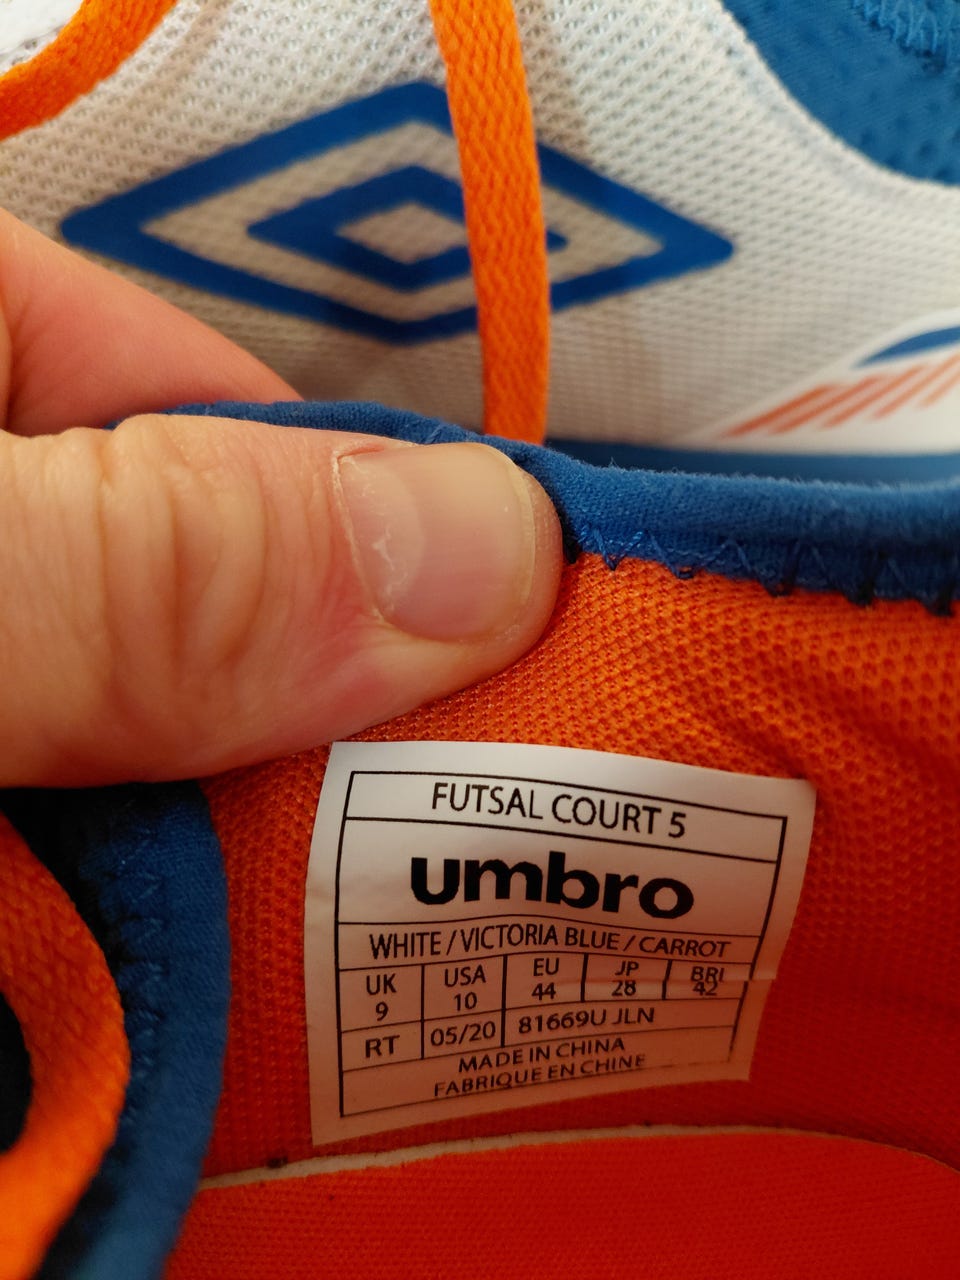 FUTSAL COURT 5
umbro
WHITE / VICTORIA BLUE / CARROT
UK USA EU JP BRL
9 10 44 28 42
RT 05/20 81669U JLN
MADE IN CHINA
FABRIQUE EN CHINE